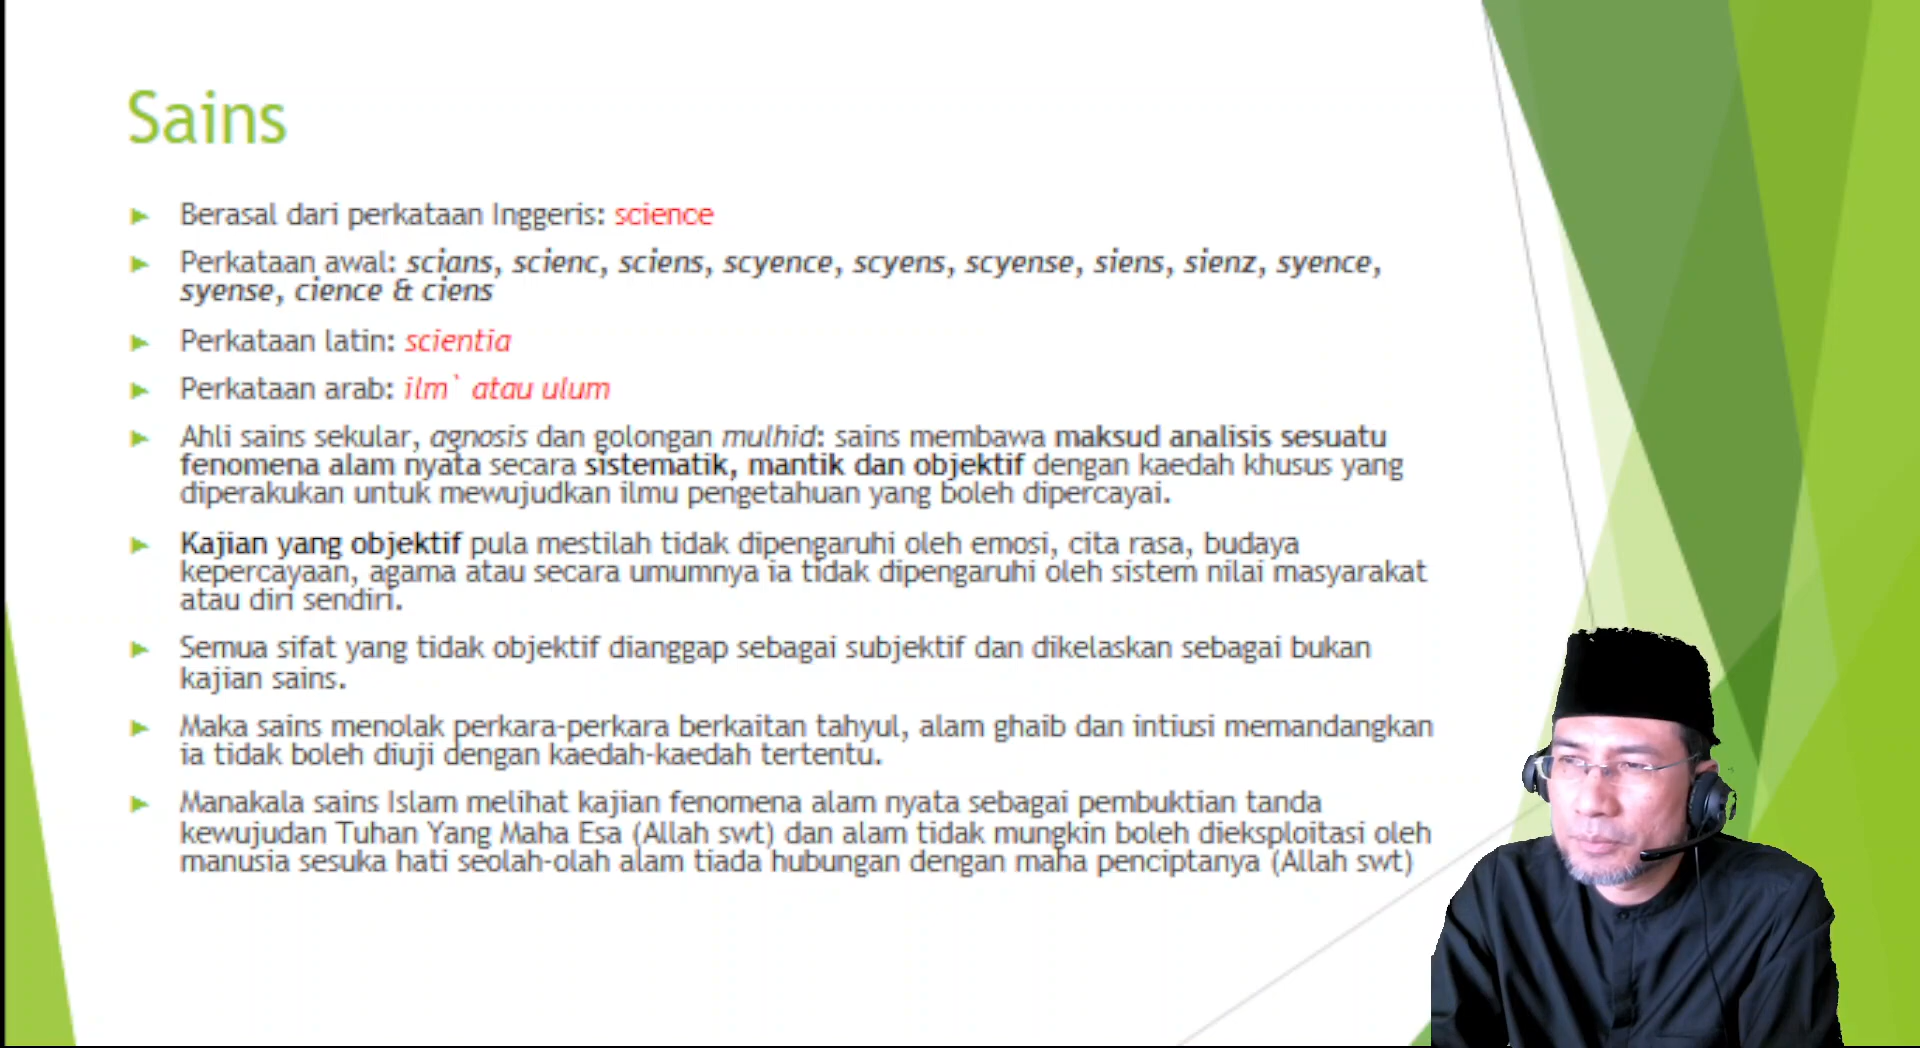 Sains
Berasal dari perkataan Inggeris: science
Perkataan awal: scians, scienc, sciens, scyence, scyens, scyense, siens, sienz, syence,
syense, cience & ciens
Perkataan latin: scientia
Perkataan arab: ilm` atau ulum
Ahli sains sekular, agnosis dan golongan mulhid: sains membawa maksud analisis sesuatu
fenomena alam nyata secara sistematik, mantik dan objektif dengan kaedah khusus yang
diperakukan untuk mewujudkan ilmu pengetahuan yang boleh dipercayai.
Kajian yang objektif pula mestilah tidak dipengaruhi oleh emosi, cita rasa, budaya
kepercayaan, agama atau secara umumnya ia tidak dipengaruhi oleh sistem nilai masyarakat
atau diri sendiri.
Semua sifat yang tidak objektif dianggap sebagai subjektif dan dikelaskan sebagai bukan
kajian sains.
Maka sains menolak perkara-perkara berkaitan tahyul, alam ghaib dan intiusi memandangkan
ia tidak boleh diuji dengan kaedah-kaedah tertentu.
Manakala sains Islam melihat kajian fenomena alam nyata sebagai pembuktian tanda
kewujudan Tuhan Yang Maha Esa (Allah swt) dan alam tidak mungkin boleh dieksploitasi oleh
manusia sesuka hati seolah-olah alam tiada hubungan dengan maha penciptanya (Allah swt)